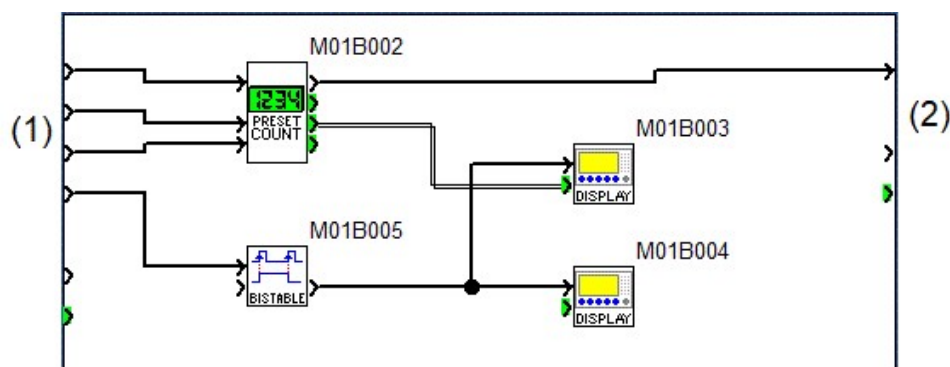 M01B002
1234
PRESET
COUNT
(1)
(2)
M01B003
DISPLAY
M01B005
BISTABLE
M01B004
DISPLAY